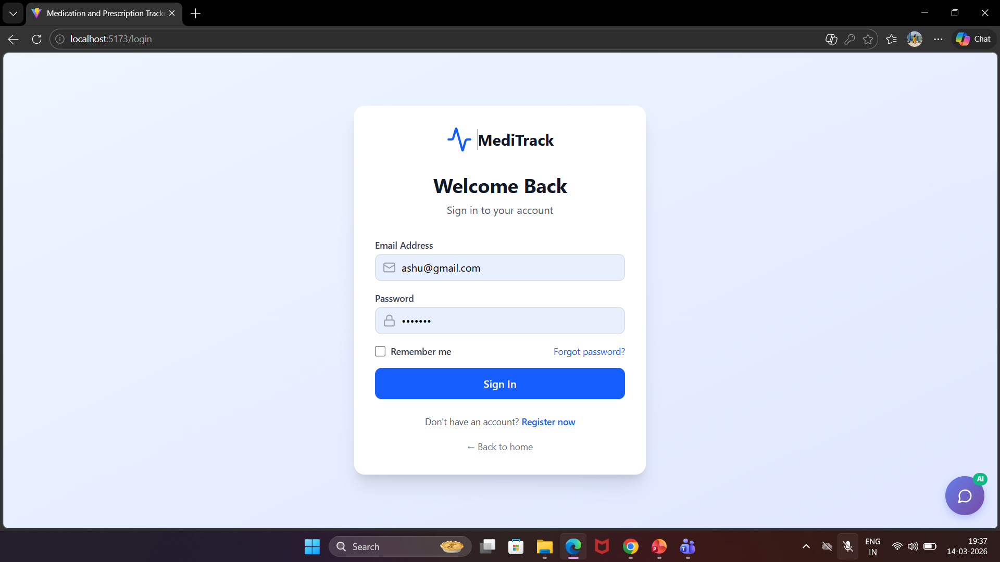 Medication and Prescription Tracke
localhost:5173/login
Chat
MediTrack
Welcome Back
Sign in to your account
Email Address
ashu@gmail.com
Password
•••••••
Remember me
Forgot password?
Sign In
Don't have an account? Register now
← Back to home
AI
Search
ENG
IN
19:37
14-03-2026